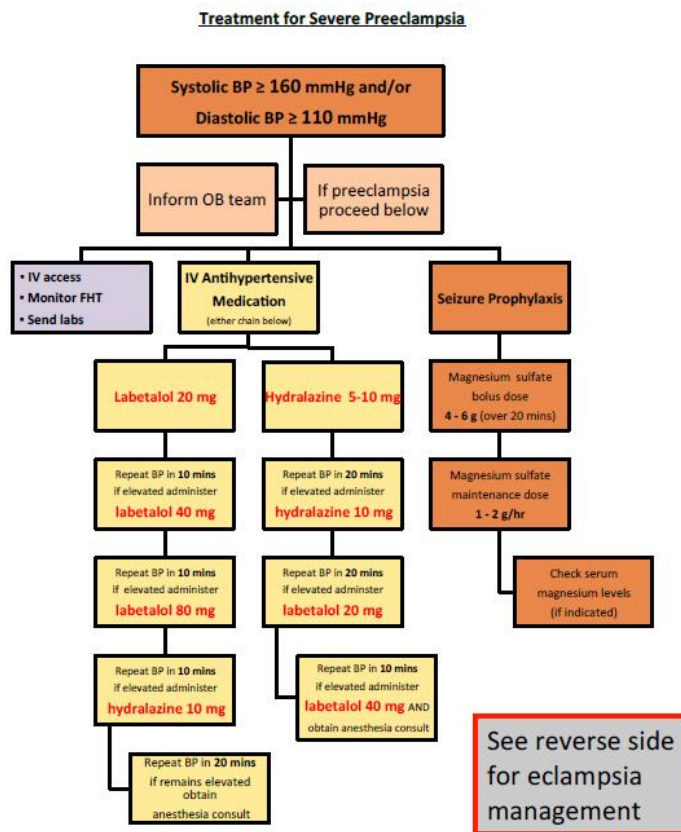 Treatment for Severe Preeclampsia
Systolic BP ≥ 160 mmHg and/or
Diastolic BP ≥ 110 mmHg
Inform OB team
If preeclampsia
proceed below
▪ IV access
▪ Monitor FHT
▪ Send labs
IV Antihypertensive
Medication
(either chain below)
Seizure Prophylaxis
Labetalol 20 mg
Repeat BP in 10 mins
if elevated administer
labetalol 40 mg
Repeat BP in 10 mins
if elevated administer
labetalol 80 mg
Repeat BP in 10 mins
if elevated administer
hydralazine 10 mg
Repeat BP in 20 mins
if remains elevated
obtain
anesthesia consult
Hydralazine 5-10 mg
Repeat BP in 20 mins
if elevated administer
hydralazine 10 mg
Repeat BP in 20 mins
if elevated adminster
labetalol 20 mg
Repeat BP in 10 mins
if elevated administer
labetalol 40 mg AND
obtain anesthesia consult
Magnesium sulfate
bolus dose
4 - 6 g (over 20 mins)
Magnesium sulfate
maintenance dose
1 - 2 g/hr
Check serum
magnesium levels
(if indicated)
See reverse side
for eclampsia
management